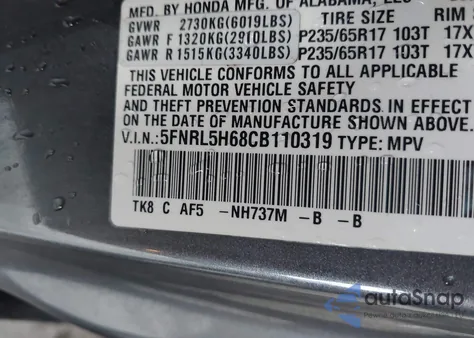 MFD. BY HONDA MFG. OF ALABAMA, LLC
GVWR 2730KG(6019LBS) TIRE SIZE RIM
GAWR F 1320KG(2910LBS) P235/65R17 103T 17X
GAWR R 1515KG(3340LBS) P235/65R17 103T 17X
THIS VEHICLE CONFORMS TO ALL APPLICABLE
FEDERAL MOTOR VEHICLE SAFETY
AND THEFT PREVENTION STANDARDS IN EFFECT
ON THE DATE OF MANUFACTURE SHOWN ABOVE.
V.I.N.: 5FNRL5H68CB110319 TYPE: MPV
TK8 C AF5 -NH737M -B -B
autoSnap